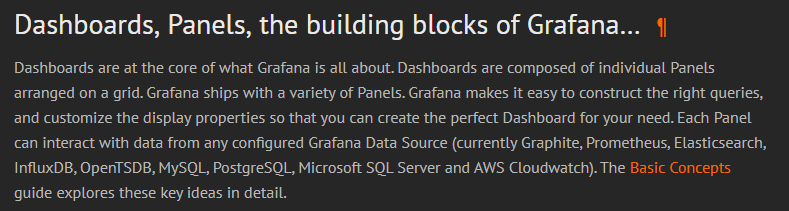 Dashboards, Panels, the building blocks of Grafana... ¶
Dashboards are at the core of what Grafana is all about. Dashboards are composed of individual Panels
arranged on a grid. Grafana ships with a variety of Panels. Grafana makes it easy to construct the right queries,
and customize the display properties so that you can create the perfect Dashboard for your need. Each Panel
can interact with data from any configured Grafana Data Source (currently Graphite, Prometheus, Elasticsearch,
InfluxDB, OpenTSDB, MySQL, PostgreSQL, Microsoft SQL Server and AWS Cloudwatch). The Basic Concepts
guide explores these key ideas in detail.